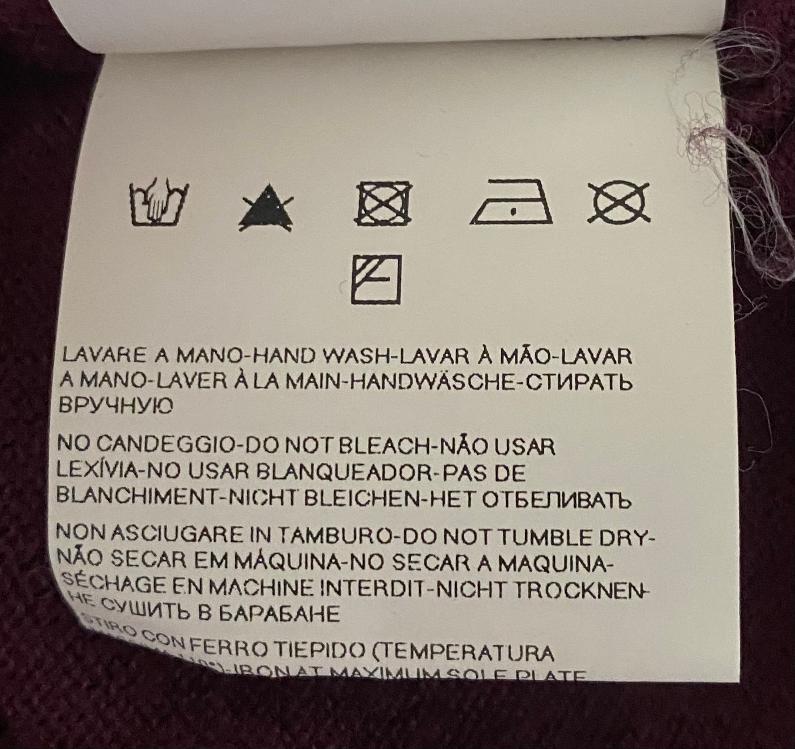 LAVARE A MANO-HAND WASH-LAVAR À MÃO-LAVAR
A MANO-LAVER À LA MAIN-HANDWÄSCHE-СТИРАТЬ
ВРУЧНУЮ
NO CANDEGGIO-DO NOT BLEACH-NÃO USAR
LEXÍVIA-NO USAR BLANQUEADOR-PAS DE
BLANCHIMENT-NICHT BLEICHEN-НЕТ ОТБЕЛИВАТЬ
NON ASCIUGARE IN TAMBURO-DO NOT TUMBLE DRY-
NÃO SECAR EM MÁQUINA-NO SECAR A MAQUINA-
SÉCHAGE EN MACHINE INTERDIT-NICHT TROCKNEN-
НЕ СУШИТЬ В БАРАБАНЕ
STIRO CON FERRO TIEPIDO (TEMPERATURA
-IRON AT MAXIMUM SOLE PLATE